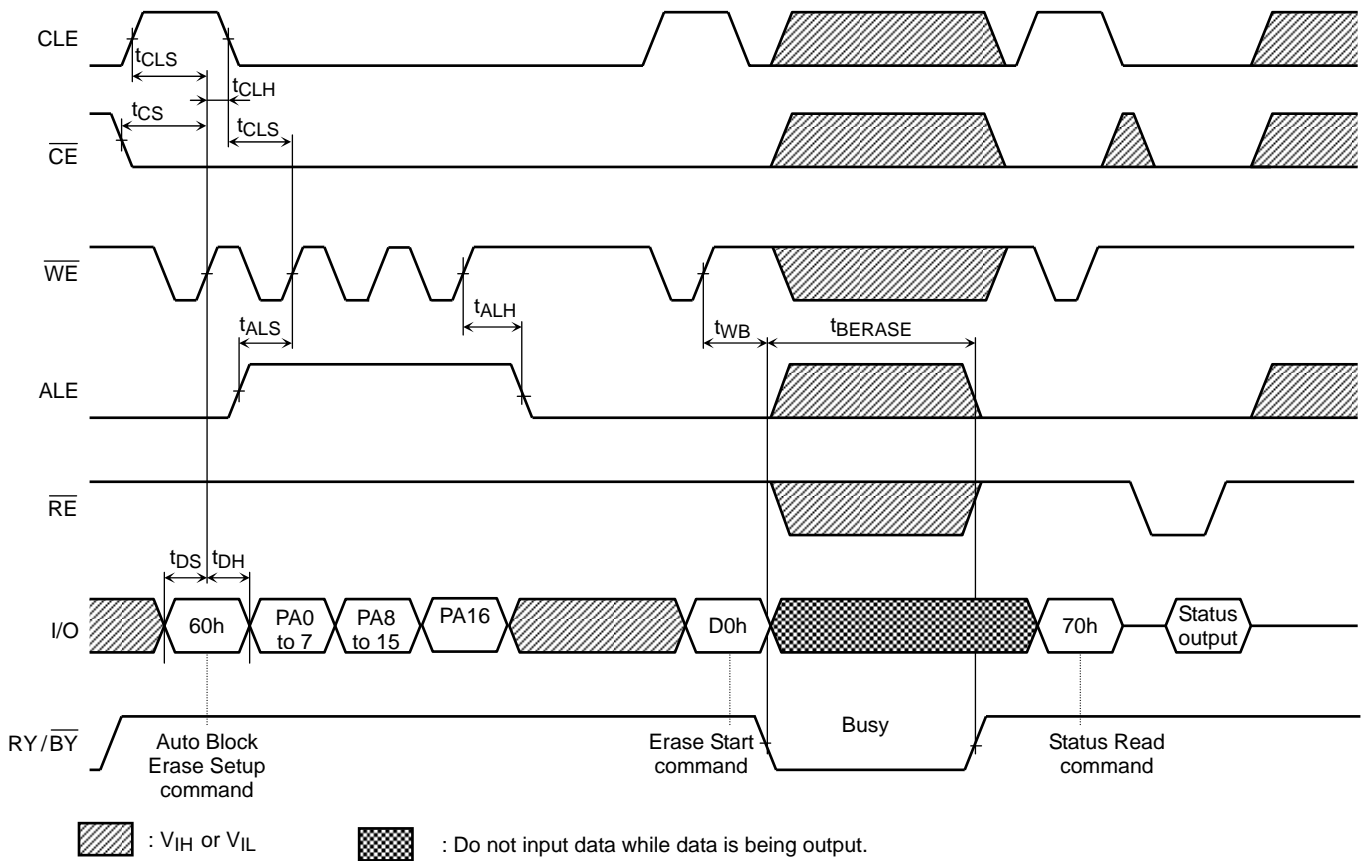 CLE
tCLS
tCLH
tCS
tCLS
CE
WE
tALS
tALH
tWB
tBERASE
ALE
RE
tDS
tDH
I/O
60h
PA0
to 7
PA8
to 15
PA16
D0h
70h
Status
output
RY/BY
Busy
Auto Block
Erase Setup
command
Erase Start
command
Status Read
command
: VIH or VIL
: Do not input data while data is being output.